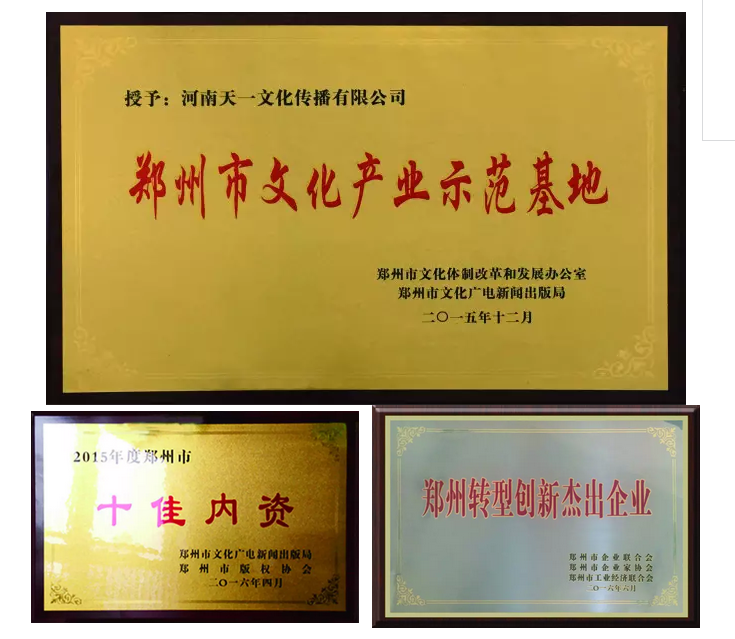 授予：河南天一文化传播有限公司
郑州市文化产业示范基地
郑州市文化体制改革和发展办公室
郑州市文化广电新闻出版局
二〇一五年十二月
2015年度郑州市
十佳内资
郑州市文化广电新闻出版局
郑州市版权协会
二〇一六年四月
郑州转型创新杰出企业
郑州市企业联合会
郑州市企业家协会
郑州市工业经济联合会
二〇一六年六月